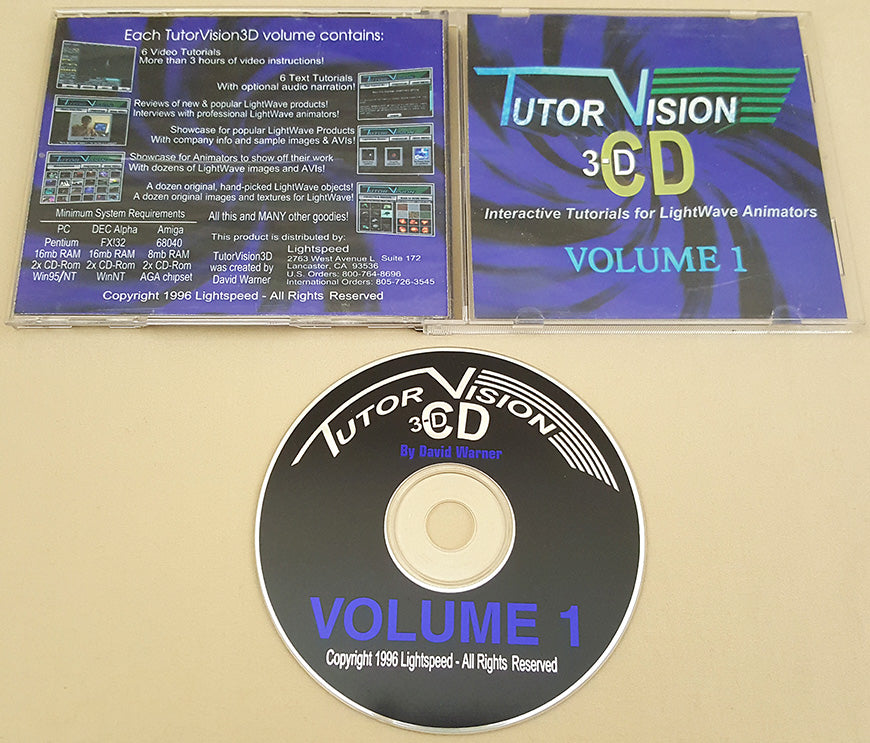 Each TutorVision3D volume contains:
6 Video Tutorials
More than 3 hours of video instructions!
6 Text Tutorials
With optional audio narration!
Reviews of new & popular LightWave products!
Interviews with professional LightWave animators!
Showcase for popular LightWave Products
With company info and sample images & AVIs!
Showcase for Animators to show off their work
With dozens of LightWave images and AVIs!
A dozen original, hand-picked LightWave objects!
A dozen original images and textures for LightWave!
All this and MANY other goodies!
Minimum System Requirements
PC DEC Alpha Amiga
Pentium FX!32 68040
16mb RAM 16mb RAM 8mb RAM
2x CD-Rom 2x CD-Rom 2x CD-Rom
Win95/NT WinNT AGA chipset
TutorVision3D
was created by
David Warner
This product is distributed by:
Lightspeed
2763 West Avenue L Suite 172
Lancaster, CA 93536
U.S. Orders: 800-764-8696
International Orders: 805-726-3545
Copyright 1996 Lightspeed - All Rights Reserved
TUTOR VISION
3-D CD
Interactive Tutorials for LightWave Animators
VOLUME 1
TUTOR VISION
3-D CD
By David Warner
VOLUME 1
Copyright 1996 Lightspeed - All Rights Reserved